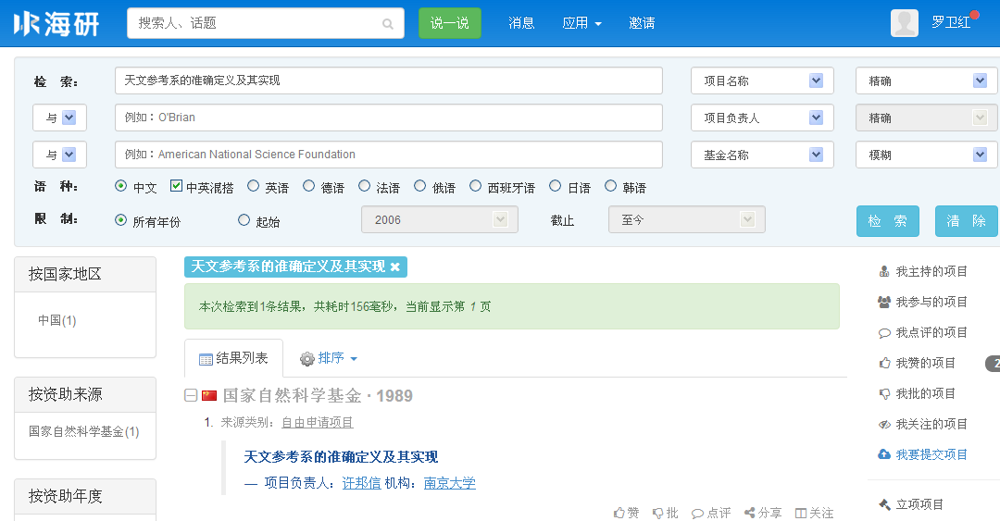 海研 搜索人、话题 说一说 消息 应用 邀请 罗卫红
检 索： 天文参考系的准确定义及其实现 项目名称 精确
与 例如：O'Brian 项目负责人 精确
与 例如：American National Science Foundation 基金名称 模糊
语 种： 中文 中英混搭 英语 德语 法语 俄语 西班牙语 日语 韩语
限 制： 所有年份 起始 2006 截止 至今 检 索 清 除
按国家地区
中国(1)
按资助来源
国家自然科学基金(1)
按资助年度
天文参考系的准确定义及其实现 ✖
本次检索到1条结果，共耗时156毫秒，当前显示第 1 页
结果列表 排序
国家自然科学基金 · 1989
1. 来源类别：自由申请项目
天文参考系的准确定义及其实现
— 项目负责人：许邦信 机构：南京大学
赞 批 点评 分享 关注
我主持的项目
我参与的项目
我点评的项目
我赞的项目
2
我批的项目
我关注的项目
我要提交项目
立项项目